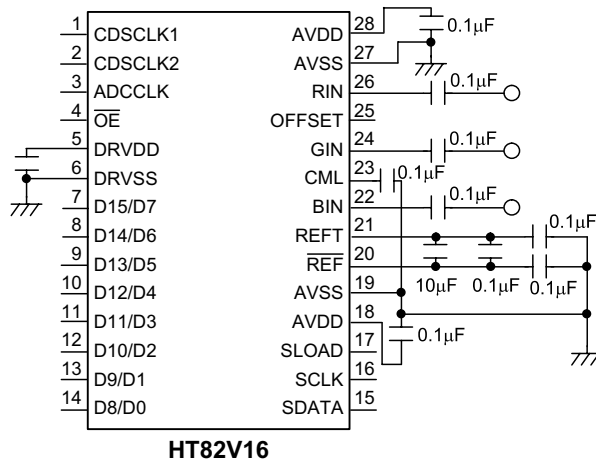 1 CDSCLK1
2 CDSCLK2
3 ADCCLK
4 OE
5 DRVDD
6 DRVSS
7 D15/D7
8 D14/D6
9 D13/D5
10 D12/D4
11 D11/D3
12 D10/D2
13 D9/D1
14 D8/D0
AVDD 28
0.1µF
AVSS 27
RIN 26
0.1µF
OFFSET 25
GIN 24
0.1µF
CML 23
0.1µF
BIN 22
0.1µF
REFT 21
0.1µF
REF 20
10µF 0.1µF 0.1µF
AVSS 19
AVDD 18
0.1µF
SLOAD 17
SCLK 16
SDATA 15
HT82V16